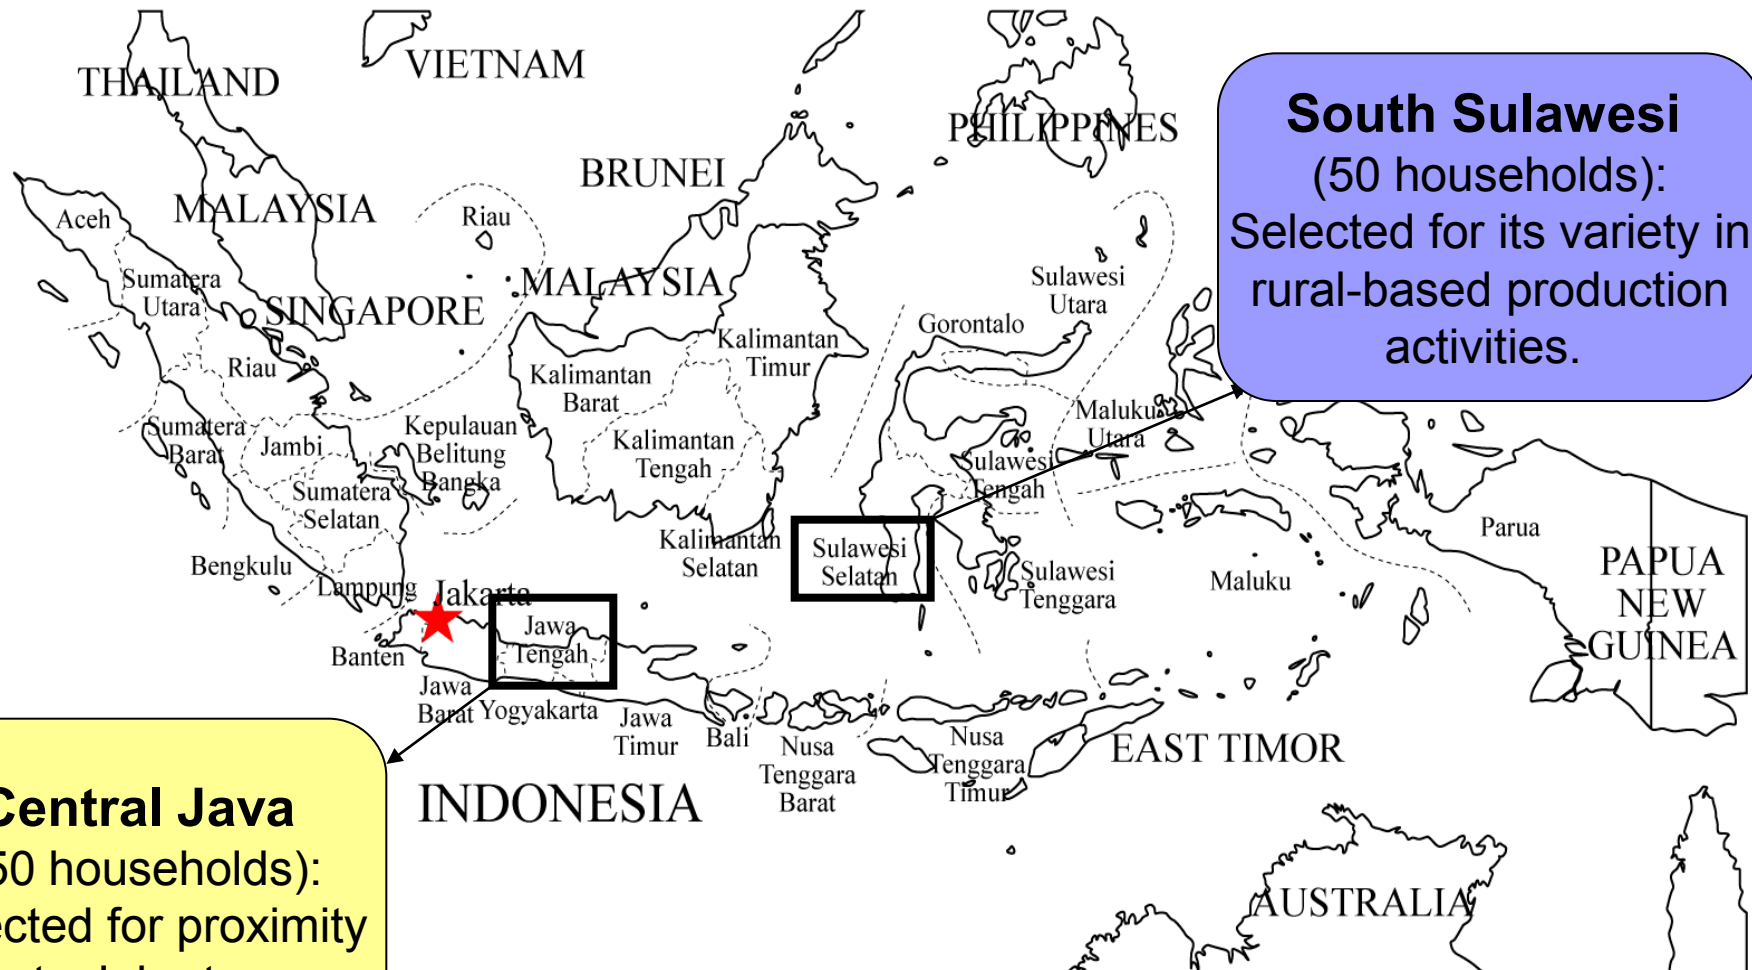 THAILAND
VIETNAM
PHILIPPINES
BRUNEI
MALAYSIA
Aceh
Riau
Sumatera
Utara
SINGAPORE
MALAYSIA
Sulawesi
Utara
Gorontalo
Kalimantan
Timur
Riau
Kalimantan
Barat
Sumatera
Barat
Jambi
Kepulauan
Belitung
Bangka
Kalimantan
Tengah
Maluku
Utara
Sulawesi
Tengah
Sumatera
Selatan
Bengkulu
Lampung
Kalimantan
Selatan
Sulawesi
Selatan
Sulawesi
Tenggara
Maluku
Parua
PAPUA
NEW
GUINEA
Jakarta
Jawa
Tengah
Banten
Jawa
Barat
Yogyakarta
Jawa
Timur
Bali
Nusa
Tenggara
Barat
Nusa
Tenggara
Timur
EAST TIMOR
INDONESIA
AUSTRALIA
South Sulawesi
(50 households):
Selected for its variety in
rural-based production
activities.
Central Java
50 households):
ected for proximity